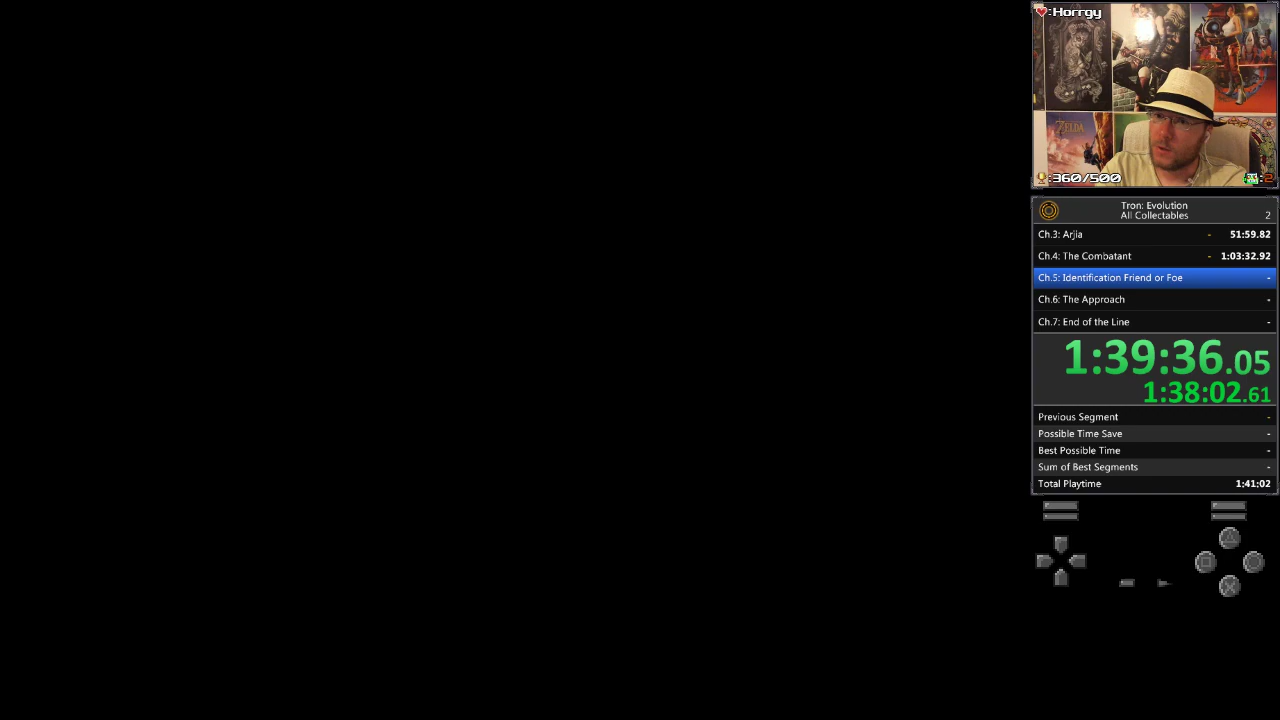 :Horrgy
ZELDA
:360/500
:2
Tron: Evolution
All Collectables 2
Ch.3: Arjia - 51:59.82
Ch.4: The Combatant - 1:03:32.92
Ch.5: Identification Friend or Foe -
Ch.6: The Approach -
Ch.7: End of the Line -
1:39:36.05
1:38:02.61
Previous Segment -
Possible Time Save -
Best Possible Time -
Sum of Best Segments -
Total Playtime 1:41:02